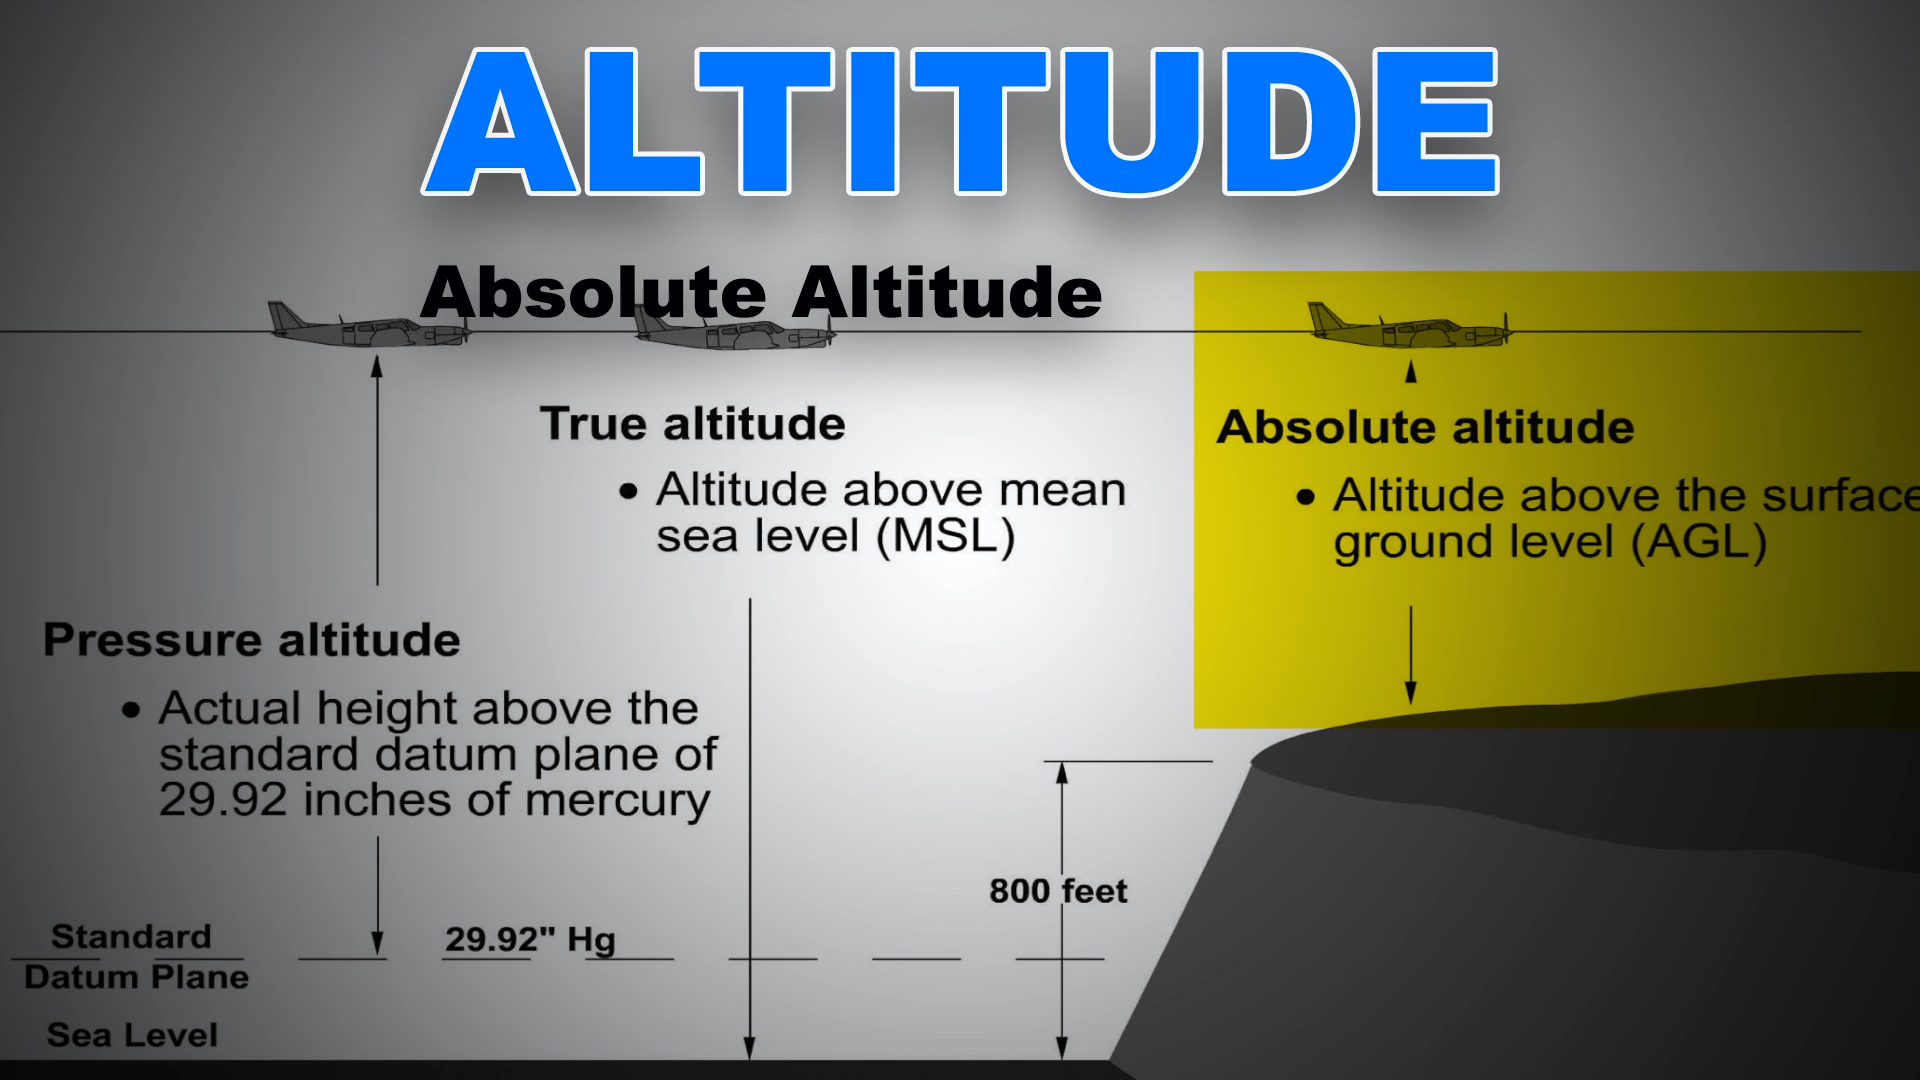 ALTITUDE
Absolute Altitude
True altitude
• Altitude above mean
sea level (MSL)
Absolute altitude
• Altitude above the surface
ground level (AGL)
Pressure altitude
• Actual height above the
standard datum plane of
29.92 inches of mercury
800 feet
Standard
Datum Plane
29.92" Hg
Sea Level